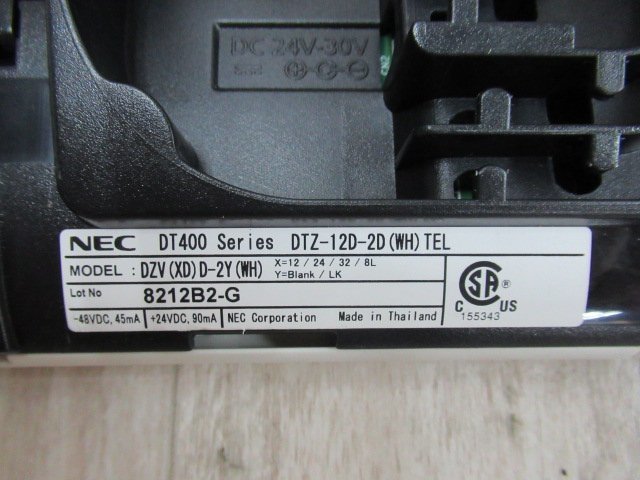 DC 24V-30V
NEC DT400 Series DTZ-12D-2D(WH)TEL
MODEL : DZV(XD)D-2Y(WH) X=12 / 24 / 32 / 8L
Y=Blank / LK
Lot No 8212B2-G
-48VDC, 45mA +24VDC, 90mA NEC Corporation Made in Thailand
SA
C US
155343